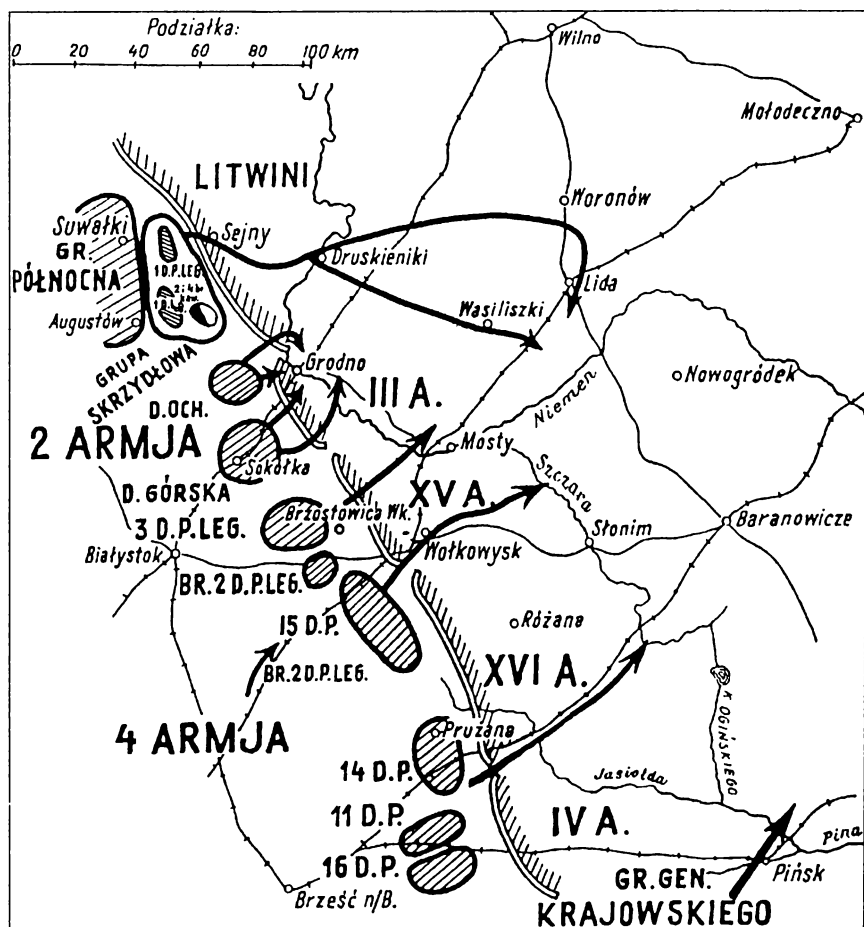 Podziałka:
0 20 40 60 80 100 km
Wilno
Mołodeczno
LITWINI
Woronów
Suwałki
Sejny
GR.
PÓŁNOCNA
1 D.P.LEG.
Druskieniki
Lida
Augustów
Wasiliszki
GRUPA
SKRZYDŁOWA
Grodno
Nowogródek
D.OCH.
III A.
Niemen
2 ARMJA
Mosty
Sokółka
D. GÓRSKA
XV A.
Szczara
3 D.P.LEG.
Brzostowica Wk.
Słonim
Baranowicze
Białystok
Wołkowysk
BR. 2 D.P.LEG.
15 D.P.
Różana
BR. 2 D.P.LEG.
XVI A.
4 ARMJA
Prużana
K. OGIŃSKIEGO
14 D.P.
Jasiołda
11 D.P.
IV A.
Pina
16 D.P.
Pińsk
Brześć n/B.
GR. GEN.
KRAJOWSKIEGO